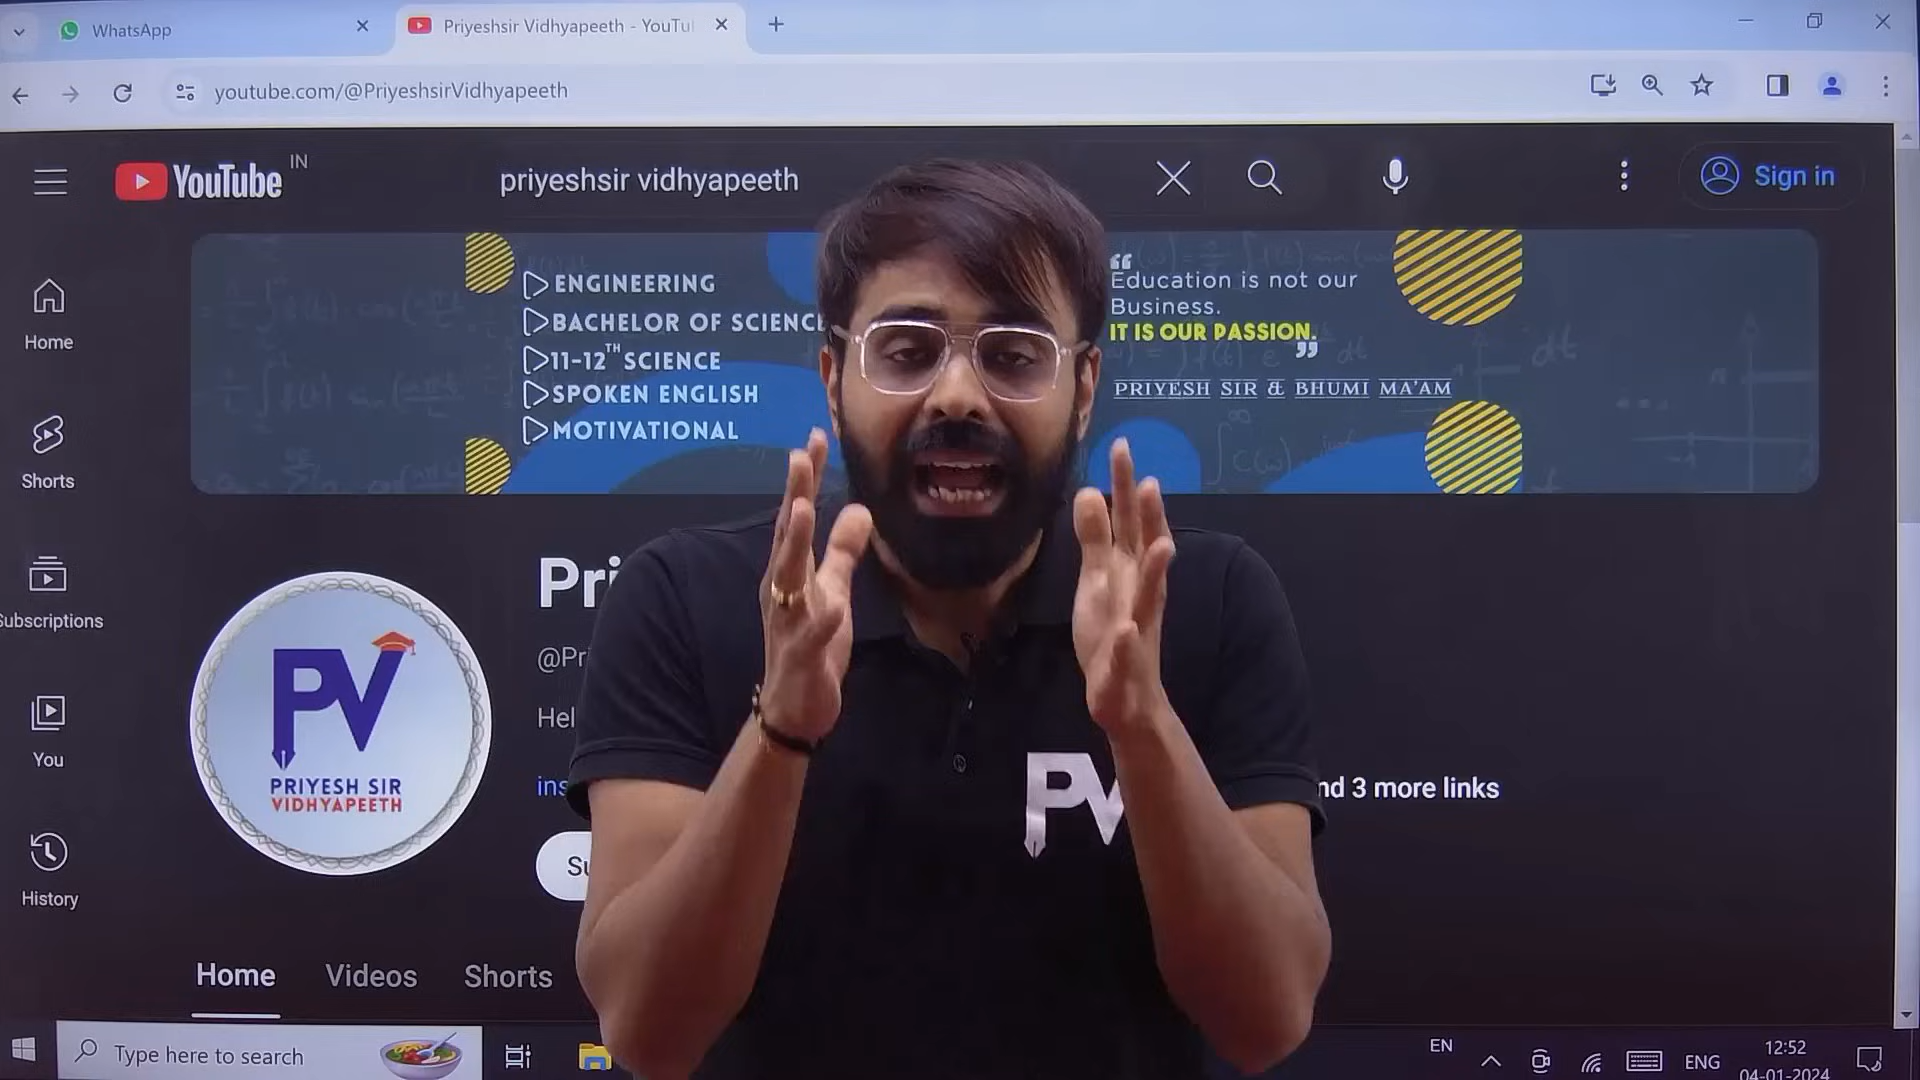 WhatsApp
Priyeshsir Vidhyapeeth - YouTu
youtube.com/@PriyeshsirVidhyapeeth
YouTube IN
priyeshsir vidhyapeeth
Sign in
Home
Shorts
Subscriptions
You
History
ENGINEERING
BACHELOR OF SCIENCE
11-12TH SCIENCE
SPOKEN ENGLISH
MOTIVATIONAL
“Education is not our
Business.
IT IS OUR PASSION.”
PRIYESH SIR & BHUMI MA'AM
PV
PRIYESH SIR
VIDHYAPEETH
Pri
@Pri
Hel
ins
nd 3 more links
Su
PV
Home Videos Shorts
Type here to search
EN
ENG
12:52
04-01-2024